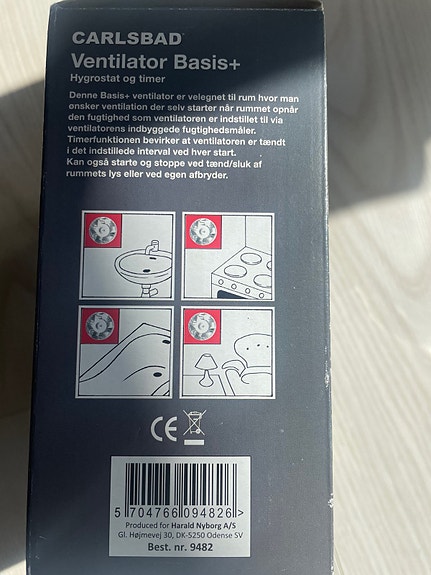 CARLSBAD
Ventilator Basis+
Hygrostat og timer
Denne Basis+ ventilator er velegnet til rum hvor man
ønsker ventilation der selv starter når rummet opnår
den fugtighed som ventilatoren er indstillet til via
ventilatorens indbyggede fugtighedsmåler.
Timerfunktionen bevirker at ventilatoren er tændt
i det indstillede interval ved hver start.
Kan også starte og stoppe ved tænd/sluk af
rummets lys eller ved egen afbryder.
CE
5 704766 094826 >
Produced for Harald Nyborg A/S
Gl. Højmevej 30, DK-5250 Odense SV
Best. nr. 9482